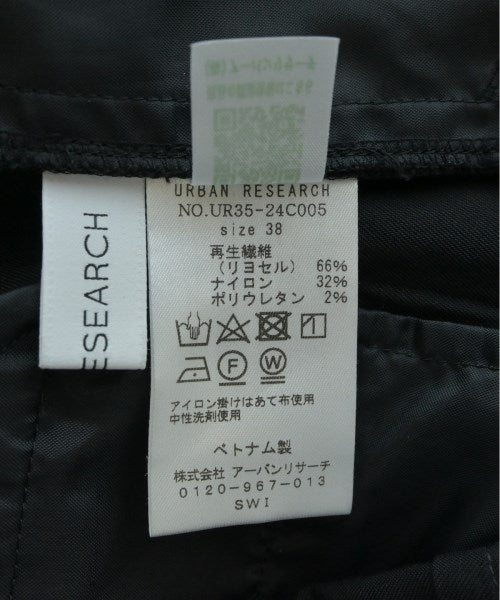 URBAN RESEARCH
NO.UR35-24C005
size 38
再生繊維
(リヨセル) 66%
ナイロン 32%
ポリウレタン 2%
F
W
アイロン掛けはあて布使用
中性洗剤使用
ベトナム製
株式会社 アーバンリサーチ
0120-967-013
SWI
ESEARCH